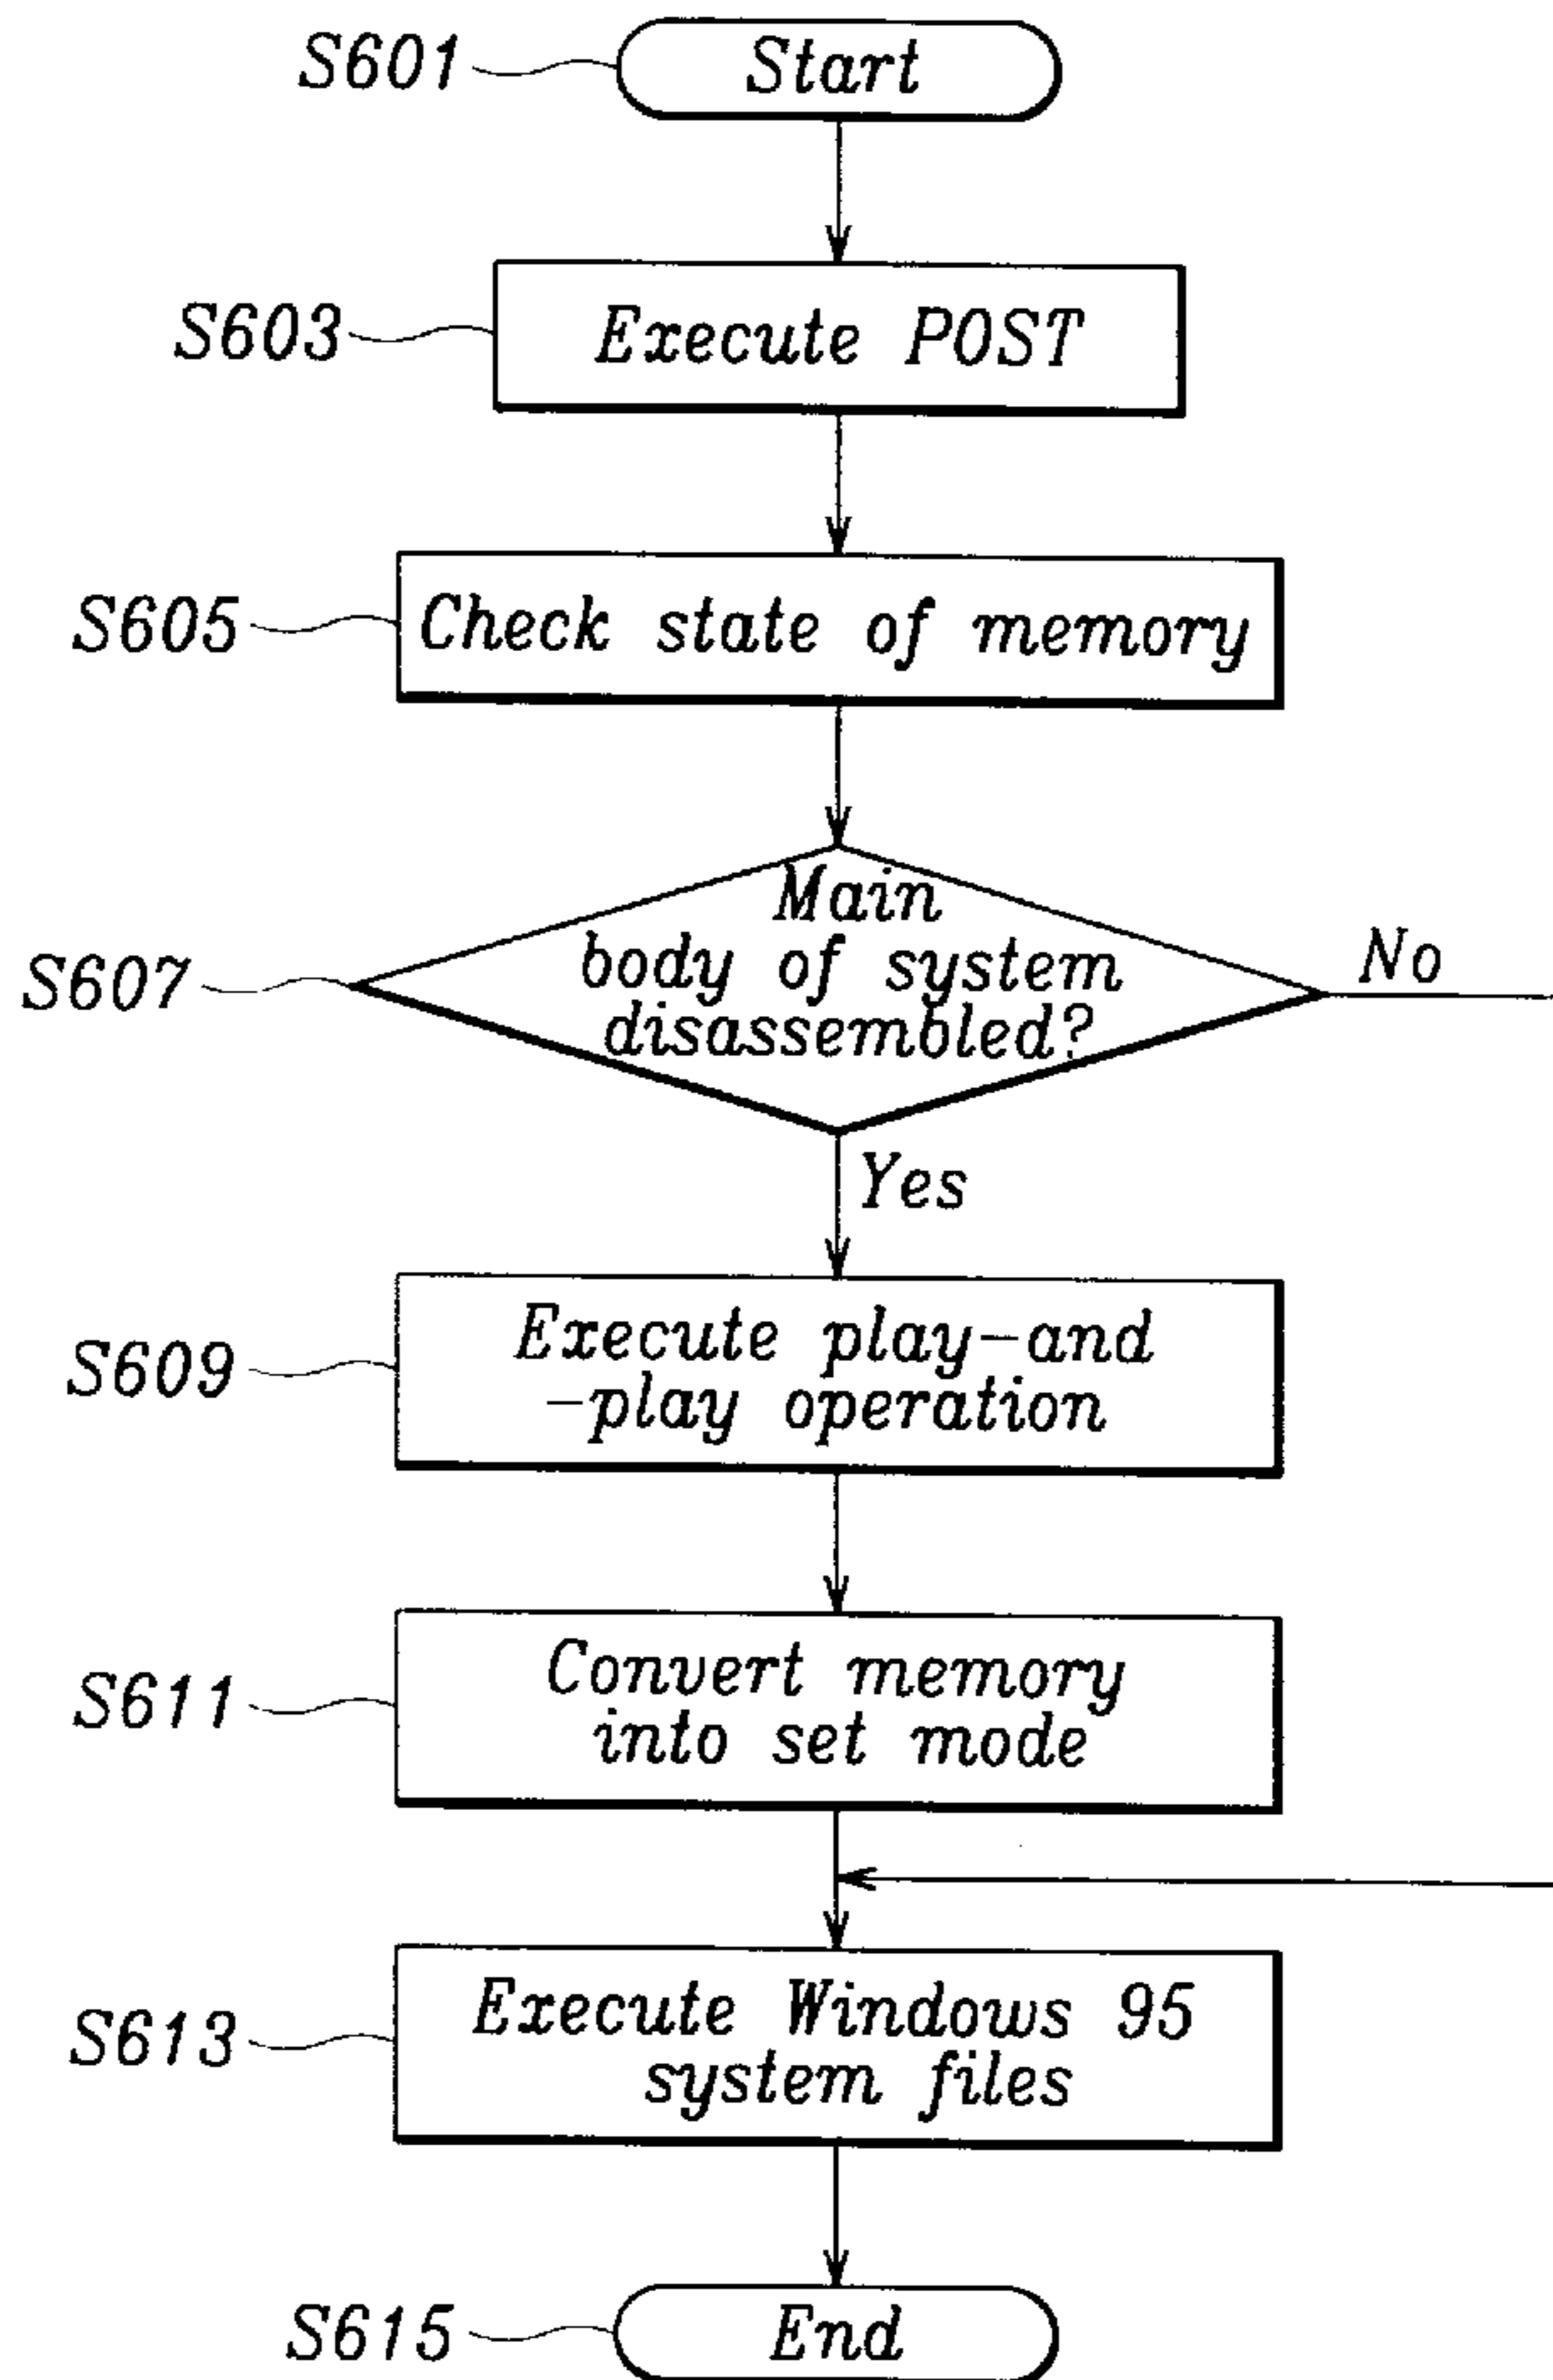 S601
Start
S603
Execute POST
S605
Check state of memory
S607
Main
body of system
disassembled?
No
Yes
S609
Execute play-and
-play operation
S611
Convert memory
into set mode
S613
Execute Windows 95
system files
S615
End